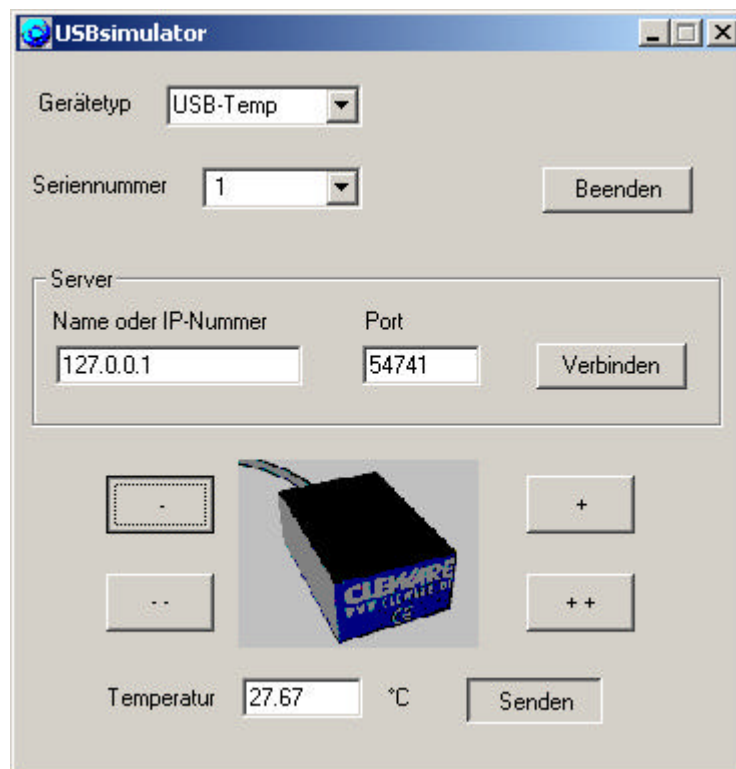 USBsimulator
Gerätetyp USB-Temp
Seriennummer 1 Beenden
Server
Name oder IP-Nummer Port
127.0.0.1 54741 Verbinden
- +
CLEWARE
- - + +
Temperatur 27.67 °C Senden